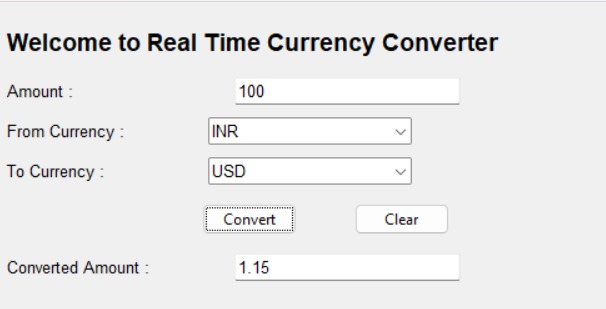 Welcome to Real Time Currency Converter
Amount : 100
From Currency : INR
To Currency : USD
Convert Clear
Converted Amount : 1.15